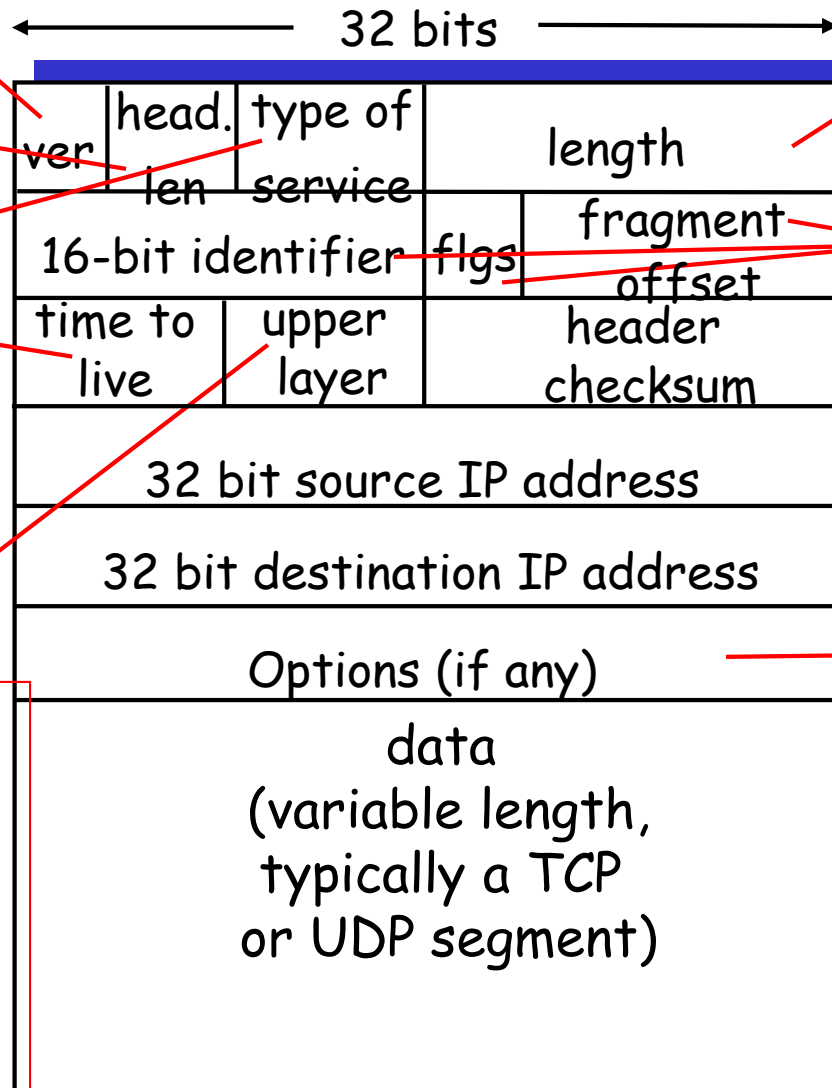 32 bits
ver
head.
len
type of
service
length
16-bit identifier
flgs
fragment
offset
time to
live
upper
layer
header
checksum
32 bit source IP address
32 bit destination IP address
Options (if any)
data
(variable length,
typically a TCP
or UDP segment)